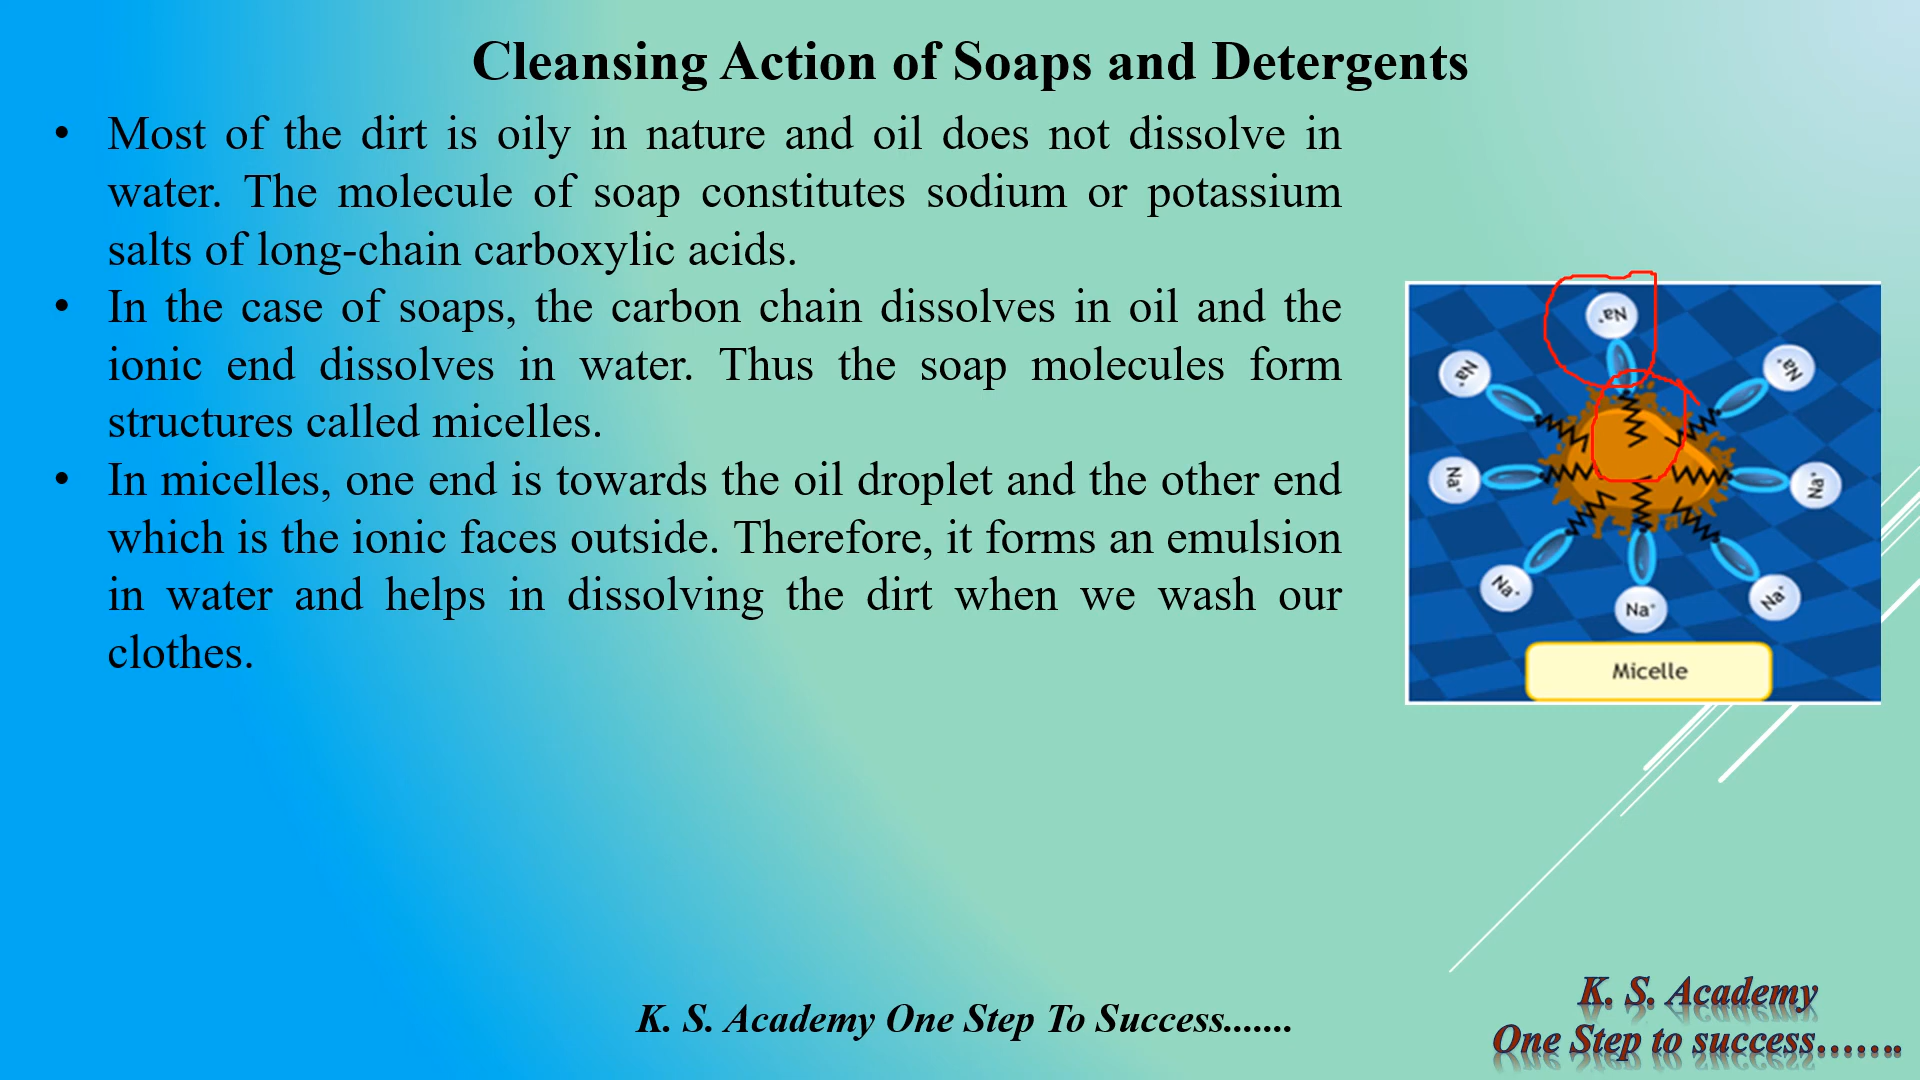 Cleansing Action of Soaps and Detergents
• Most of the dirt is oily in nature and oil does not dissolve in
water. The molecule of soap constitutes sodium or potassium
salts of long-chain carboxylic acids.
• In the case of soaps, the carbon chain dissolves in oil and the
ionic end dissolves in water. Thus the soap molecules form
structures called micelles.
• In micelles, one end is towards the oil droplet and the other end
which is the ionic faces outside. Therefore, it forms an emulsion
in water and helps in dissolving the dirt when we wash our
clothes.
Na⁺
Na⁺
Na⁺
Na⁺
Na⁺
Na⁺
Na⁺
Na⁺
Micelle
K. S. Academy One Step To Success.......
K. S. Academy
One Step to success…….